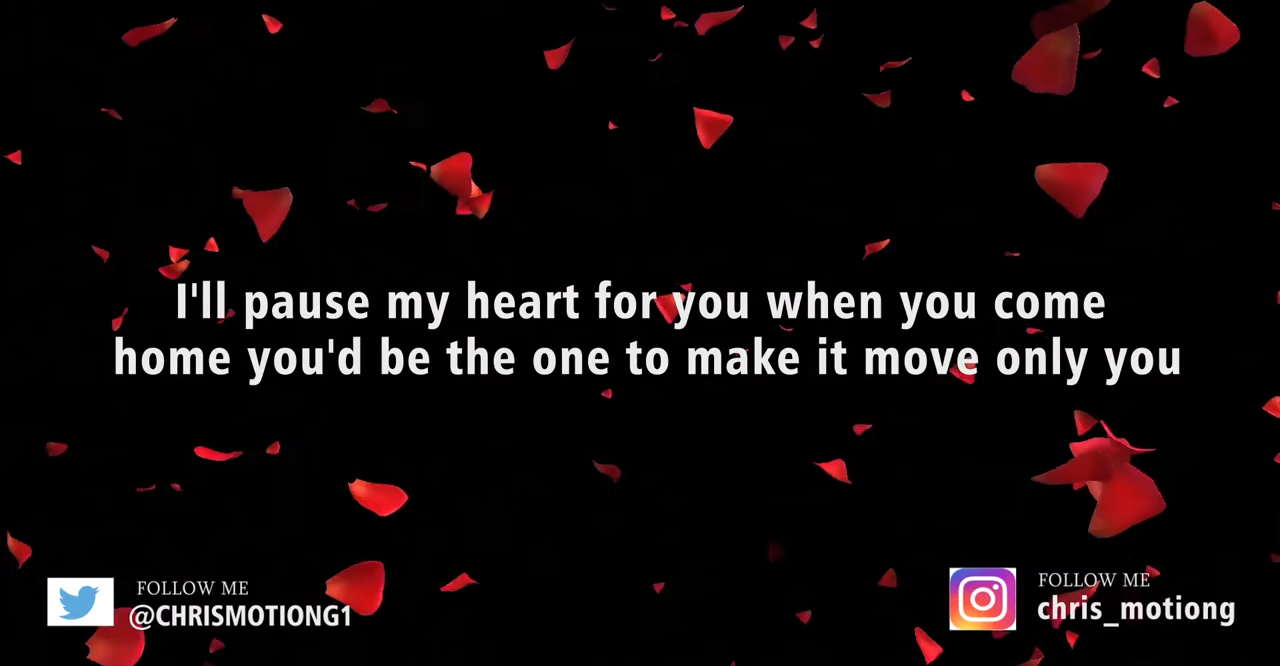 I'll pause my heart for you when you come
home you'd be the one to make it move only you
FOLLOW ME
@CHRISMOTIONG1
FOLLOW ME
chris_motiong